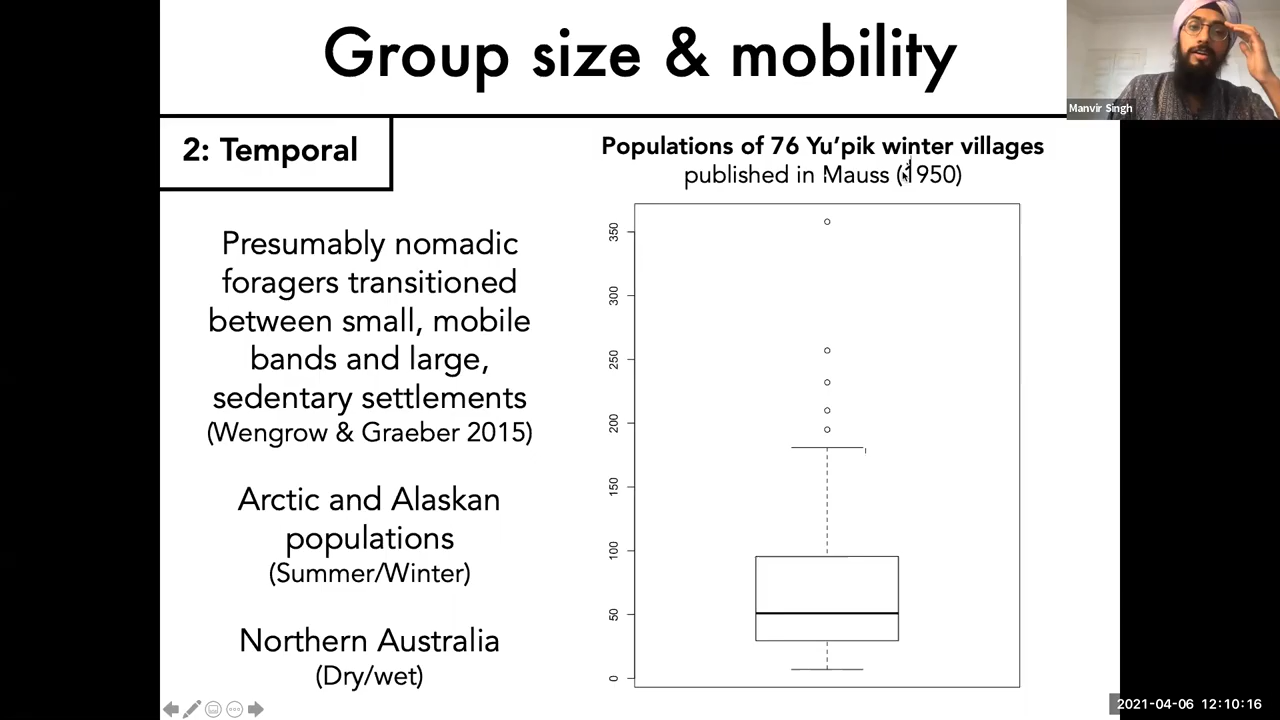 Group size & mobility
Manvir Singh
2: Temporal
Populations of 76 Yu'pik winter villages
published in Mauss (1950)
Presumably nomadic
foragers transitioned
between small, mobile
bands and large,
sedentary settlements
(Wengrow & Graeber 2015)
Arctic and Alaskan
populations
(Summer/Winter)
Northern Australia
(Dry/wet)
350
300
250
200
150
100
50
0
2021-04-06 12:10:16